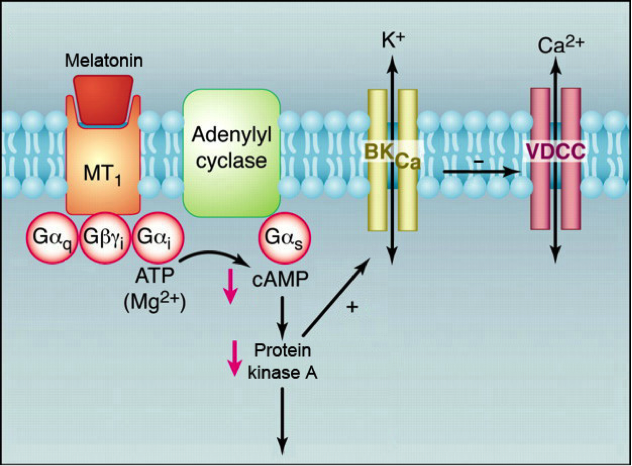 Melatonin
MT1
Gαq
Gβγi
Gαi
Adenylyl
cyclase
Gαs
ATP
(Mg2+)
cAMP
Protein
kinase A
+
K+
BKCa
–
Ca2+
VDCC